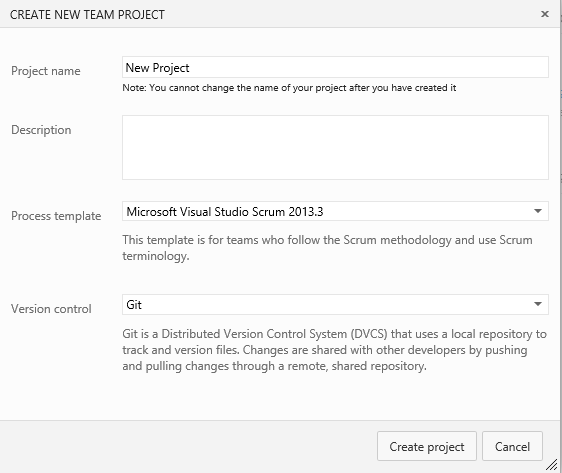 CREATE NEW TEAM PROJECT
Project name
New Project
Note: You cannot change the name of your project after you have created it
Description
Process template
Microsoft Visual Studio Scrum 2013.3
This template is for teams who follow the Scrum methodology and use Scrum
terminology.
Version control
Git
Git is a Distributed Version Control System (DVCS) that uses a local repository to
track and version files. Changes are shared with other developers by pushing
and pulling changes through a remote, shared repository.
Create project
Cancel